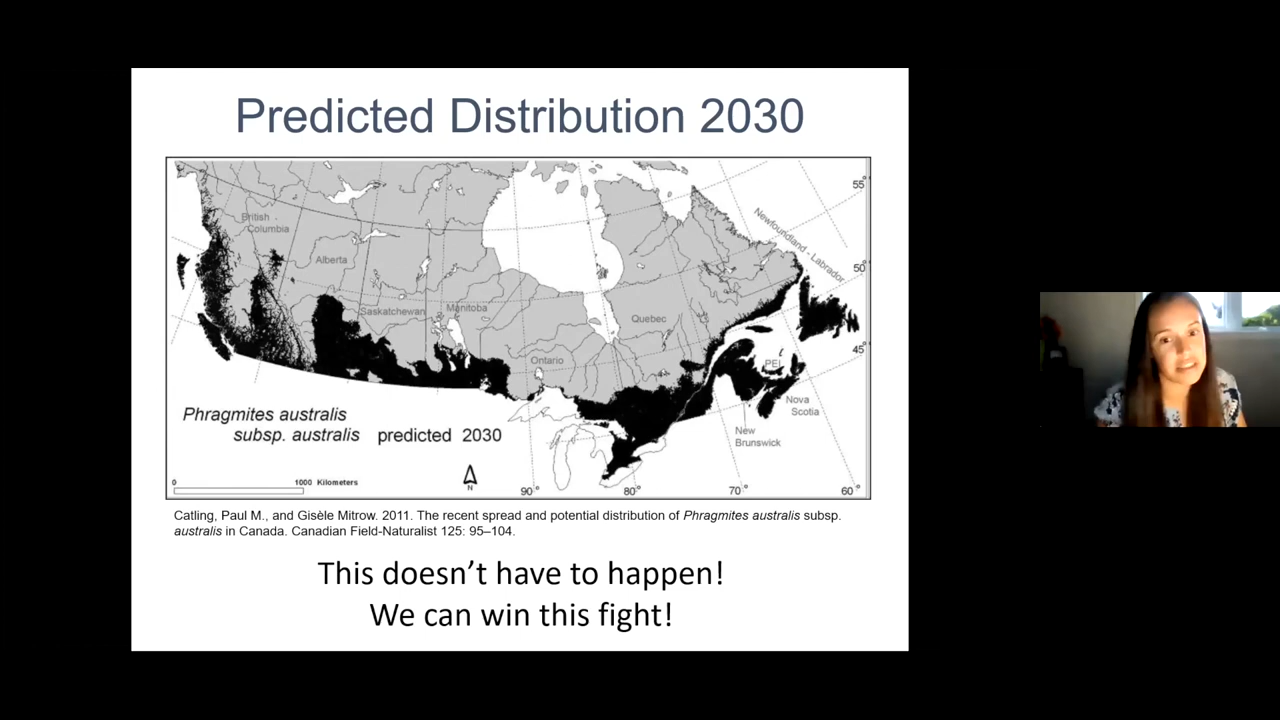 Predicted Distribution 2030
55°
British
Columbia
Newfoundland - Labrador
Alberta
50°
Saskatchewan
Manitoba
Quebec
45°
Ontario
PEI
Nova
Scotia
Phragmites australis
subsp. australis predicted 2030
New
Brunswick
0 1000 Kilometers
N
90° 80° 70° 60°
Catling, Paul M., and Gisèle Mitrow. 2011. The recent spread and potential distribution of Phragmites australis subsp.
australis in Canada. Canadian Field-Naturalist 125: 95–104.
This doesn’t have to happen!
We can win this fight!